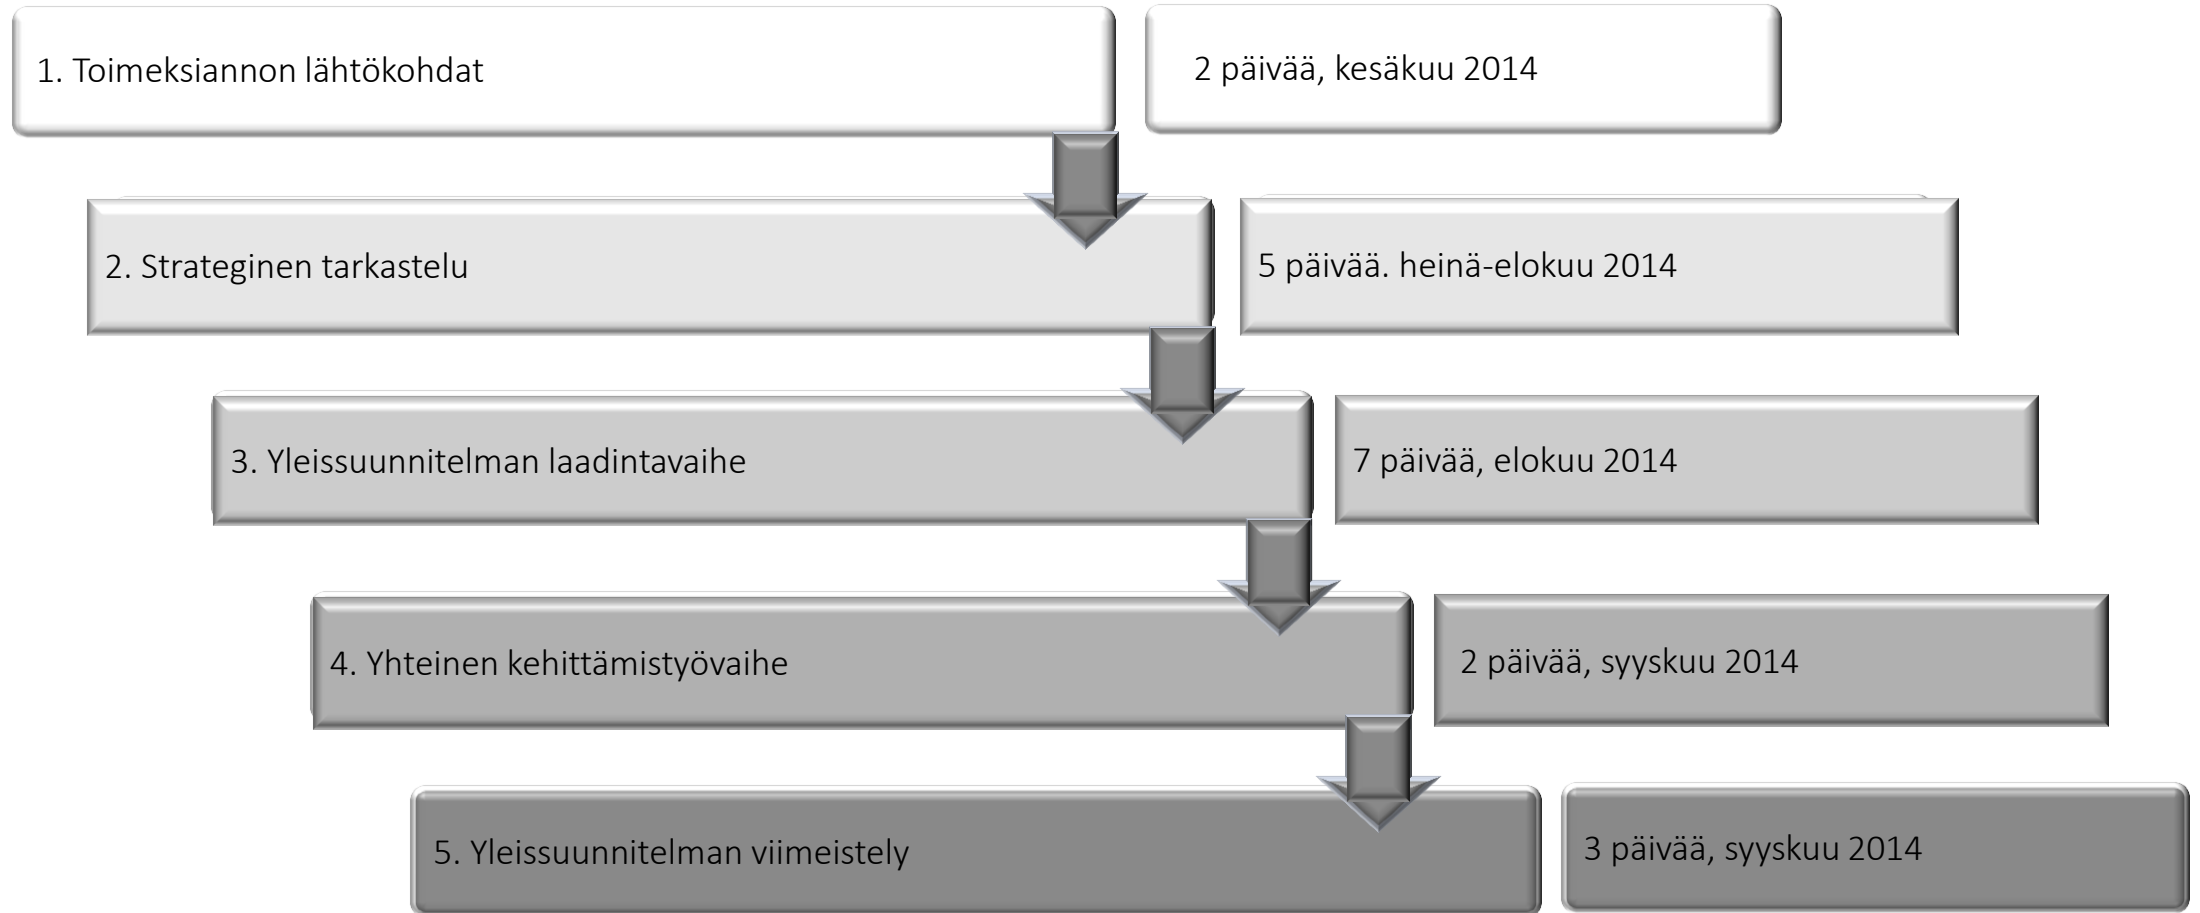 1. Toimeksiannon lähtökohdat
2 päivää, kesäkuu 2014
2. Strateginen tarkastelu
5 päivää. heinä-elokuu 2014
3. Yleissuunnitelman laadintavaihe
7 päivää, elokuu 2014
4. Yhteinen kehittämistyövaihe
2 päivää, syyskuu 2014
5. Yleissuunnitelman viimeistely
3 päivää, syyskuu 2014